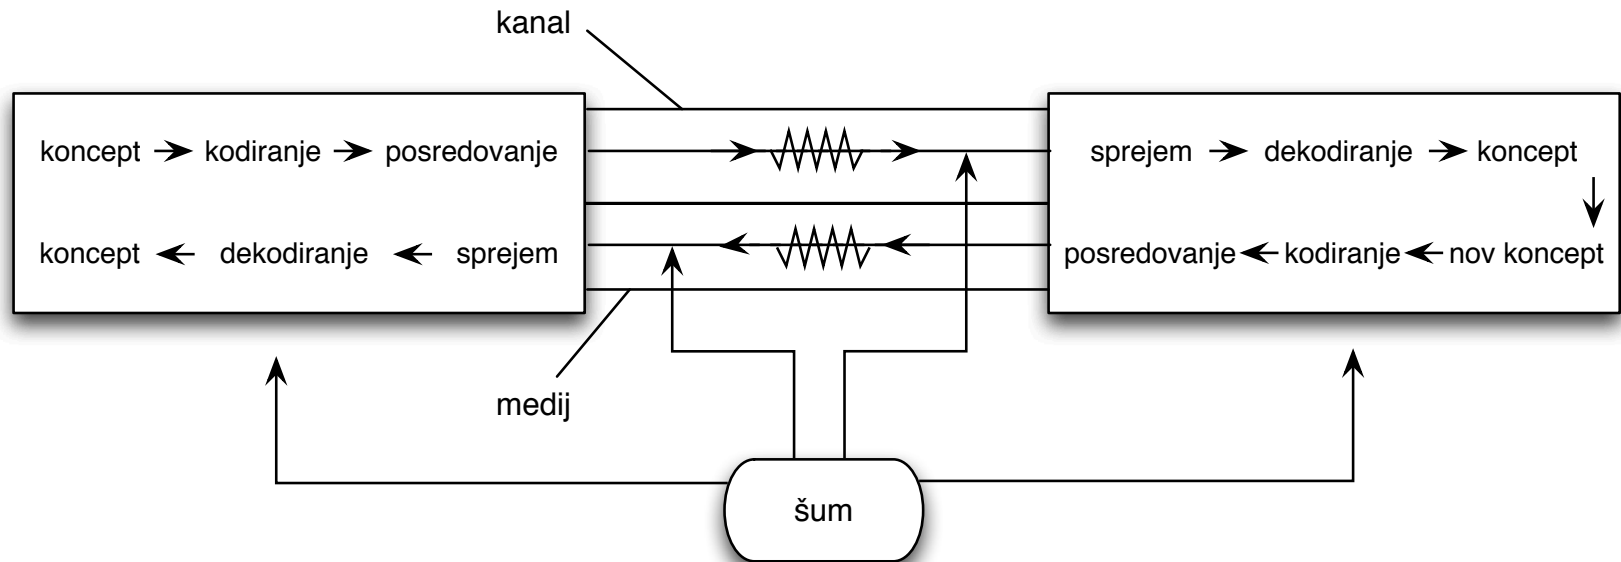 kanal
koncept kodiranje posredovanje
sprejem dekodiranje koncept
koncept dekodiranje sprejem
posredovanje kodiranje nov koncept
medij
šum